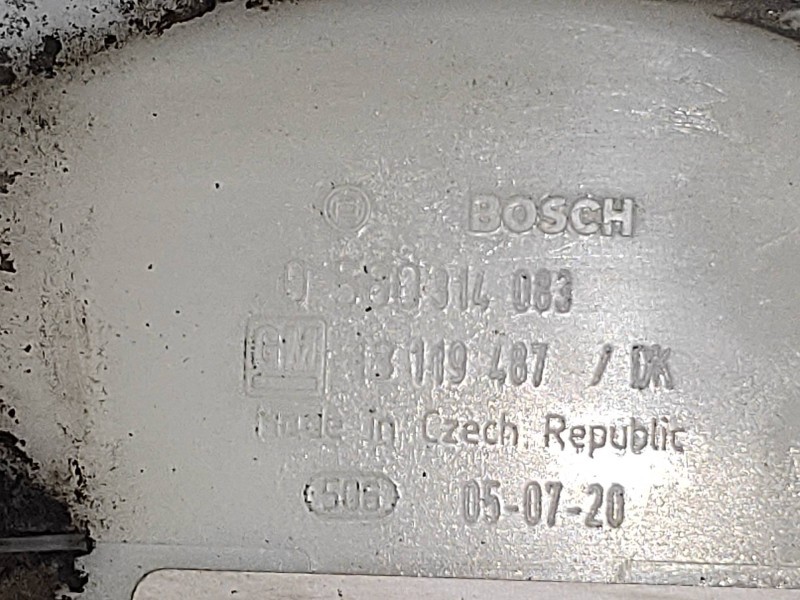 BOSCH
0 580 314 083
GM 13 119 487 / DK
Made in Czech Republic
506 05-07-20